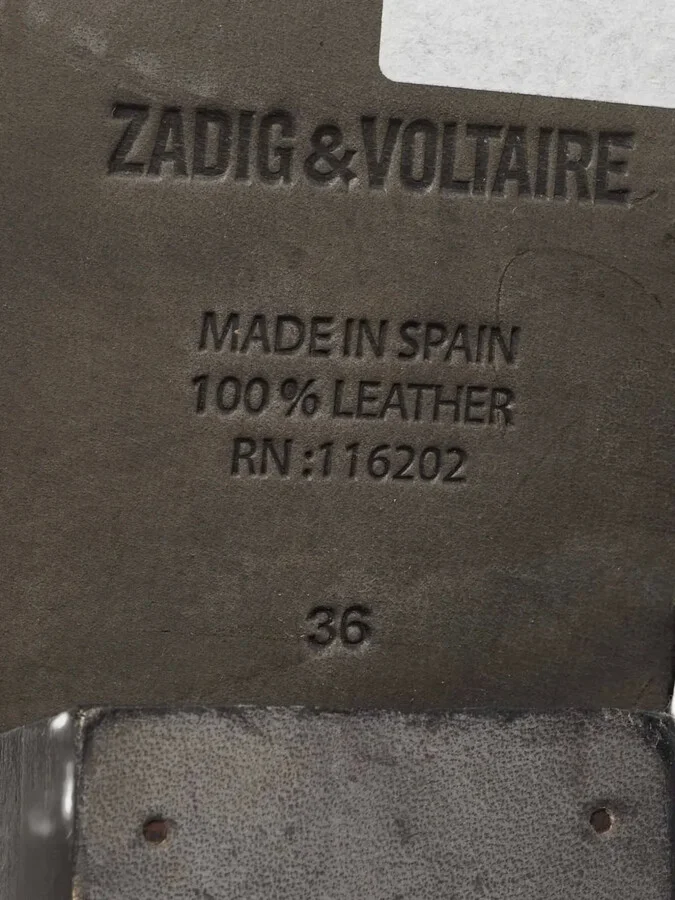 ZADIG&VOLTAIRE
MADE IN SPAIN
100 % LEATHER
RN :116202
36